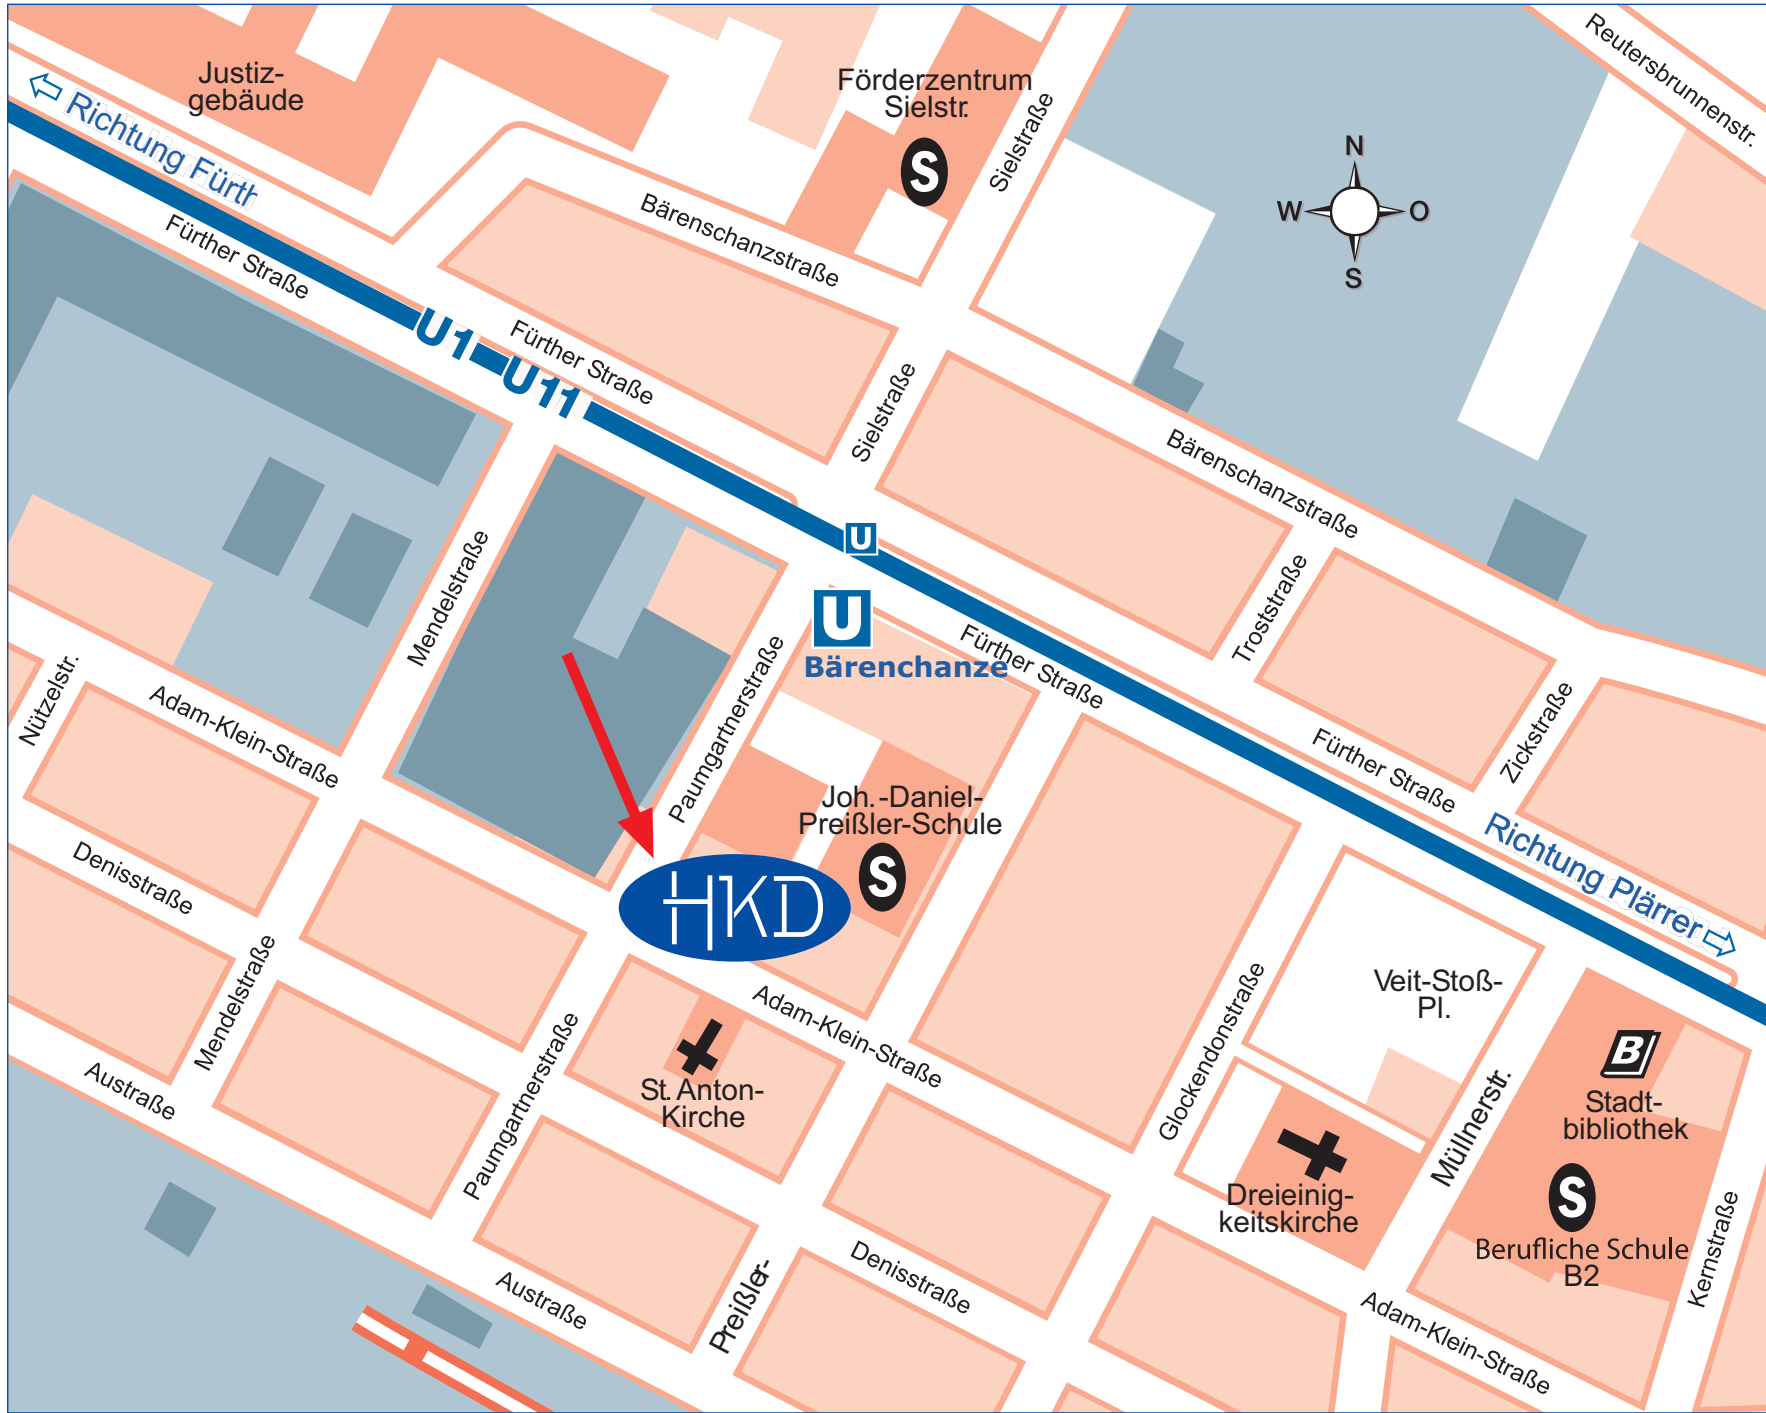 Reutersbrunnenstr.
Justiz-
gebäude
Förderzentrum
Sielstr.
S
Sielstraße
Richtung Fürth
N
W
O
S
Bärenschanzstraße
Fürther Straße
U1
U11
Fürther Straße
Sielstraße
Bärenschanzstraße
Mendelstraße
U
U
Bärenchanze
Troststraße
Fürther Straße
Nützelstr.
Adam-Klein-Straße
Paumgartnerstraße
Zickstraße
Fürther Straße
Joh.-Daniel-
Preißler-Schule
S
Richtung Plärrer
Denisstraße
HKD
Mendelstraße
Veit-Stoß-
Pl.
Adam-Klein-Straße
Glockendonstraße
B
Stadt-
bibliothek
Austraße
Paumgartnerstraße
St. Anton-
Kirche
Müllnerstr.
Dreieinig-
keitskirche
S
Berufliche Schule
B2
Kernstraße
Austraße
Preißler-
Denisstraße
Adam-Klein-Straße